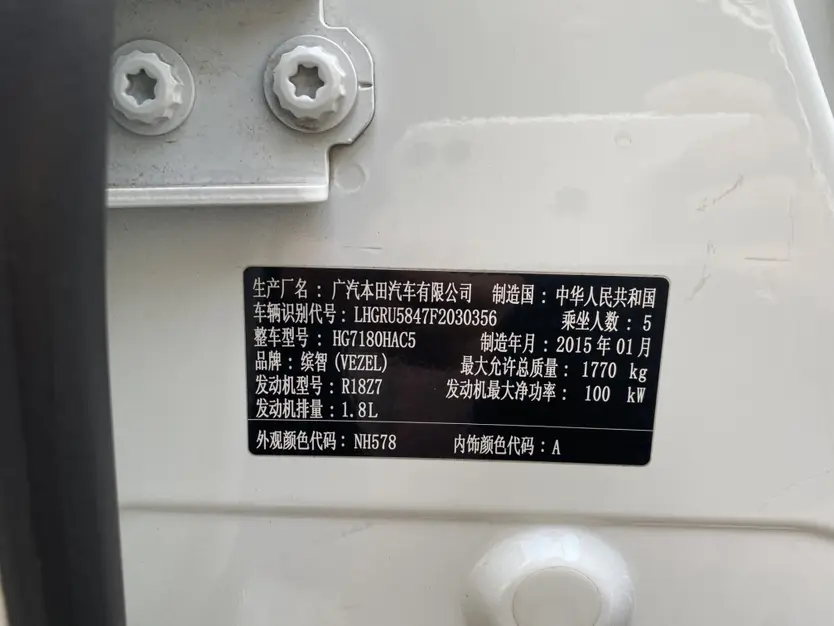 生产厂名：广汽本田汽车有限公司 制造国：中华人民共和国
车辆识别代号：LHGRU5847F2030356 乘坐人数：5
整车型号：HG7180HAC5 制造年月：2015年01月
品牌：缤智(VEZEL) 最大允许总质量：1770 kg
发动机型号：R18Z7 发动机最大净功率：100 kW
发动机排量：1.8L
外观颜色代码：NH578 内饰颜色代码：A